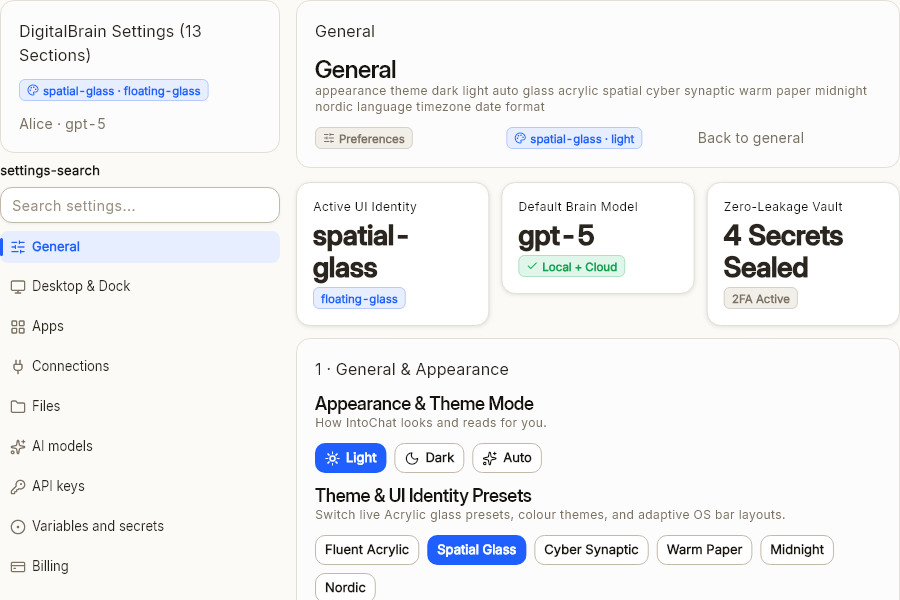 DigitalBrain Settings (13
Sections)
spatial-glass · floating-glass
Alice · gpt-5
settings-search
Search settings...
General
Desktop & Dock
Apps
Connections
Files
AI models
API keys
Variables and secrets
Billing
General
General
appearance theme dark light auto glass acrylic spatial cyber synaptic warm paper midnight
nordic language timezone date format
Preferences
spatial-glass · light
Back to general
Active UI Identity
spatial-
glass
floating-glass
Default Brain Model
gpt-5
Local + Cloud
Zero-Leakage Vault
4 Secrets
Sealed
2FA Active
1 · General & Appearance
Appearance & Theme Mode
How IntoChat looks and reads for you.
Light
Dark
Auto
Theme & UI Identity Presets
Switch live Acrylic glass presets, colour themes, and adaptive OS bar layouts.
Fluent Acrylic
Spatial Glass
Cyber Synaptic
Warm Paper
Midnight
Nordic